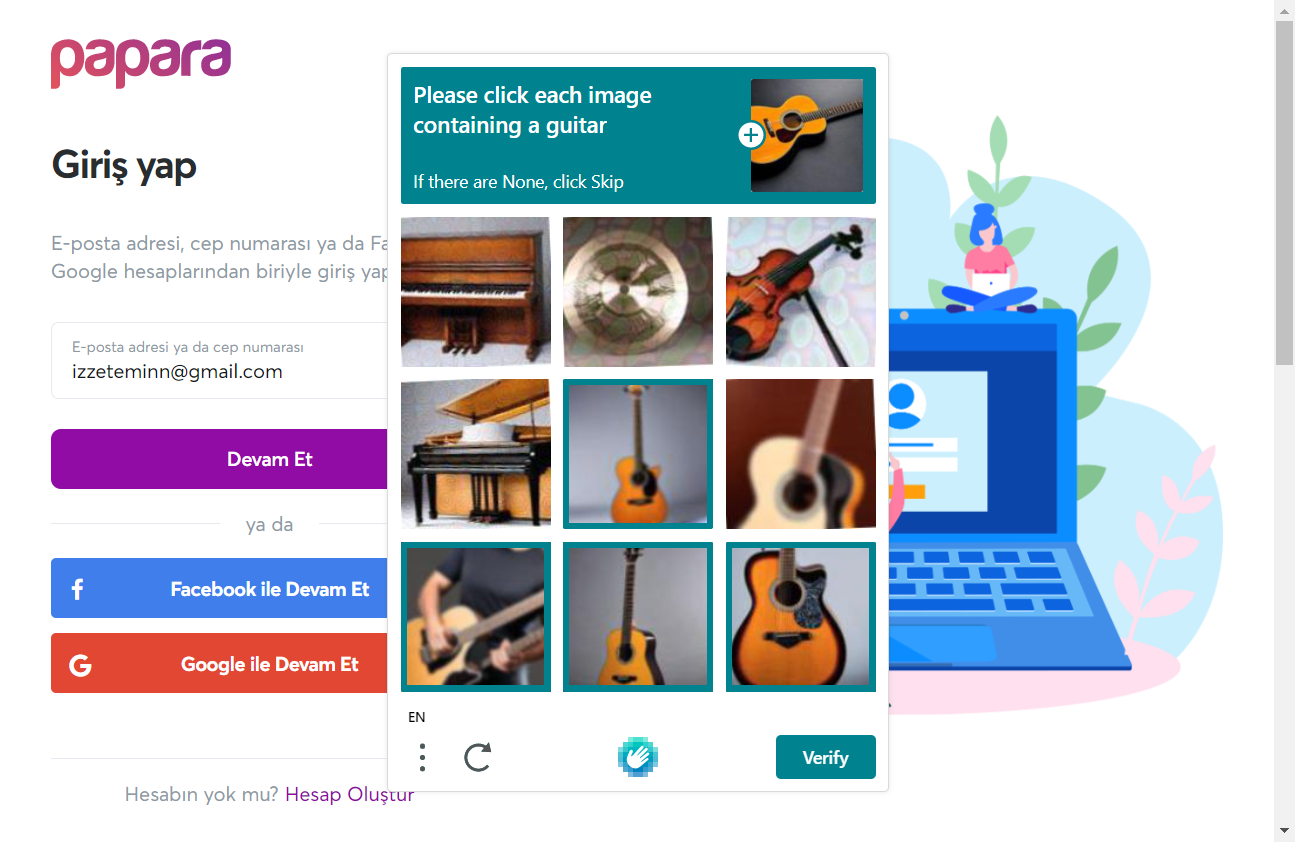 papara
Giriş yap
E-posta adresi, cep numarası ya da Fa
Google hesaplarından biriyle giriş yap
E-posta adresi ya da cep numarası
izzeteminn@gmail.com
Devam Et
ya da
Facebook ile Devam Et
Google ile Devam Et
Hesabın yok mu? Hesap Oluştur
Please click each image
containing a guitar
If there are None, click Skip
EN
Verify